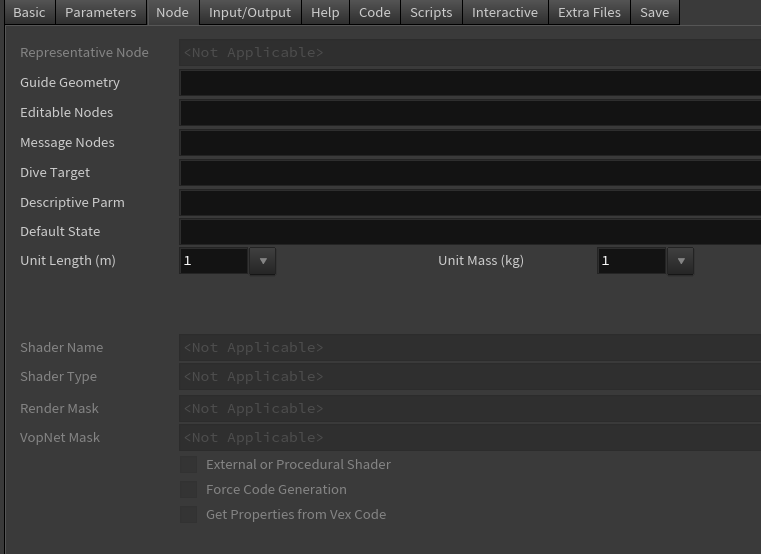 Basic Parameters Node Input/Output Help Code Scripts Interactive Extra Files Save
Representative Node <Not Applicable>
Guide Geometry
Editable Nodes
Message Nodes
Dive Target
Descriptive Parm
Default State
Unit Length (m) 1 Unit Mass (kg) 1
Shader Name <Not Applicable>
Shader Type <Not Applicable>
Render Mask <Not Applicable>
VopNet Mask <Not Applicable>
External or Procedural Shader
Force Code Generation
Get Properties from Vex Code